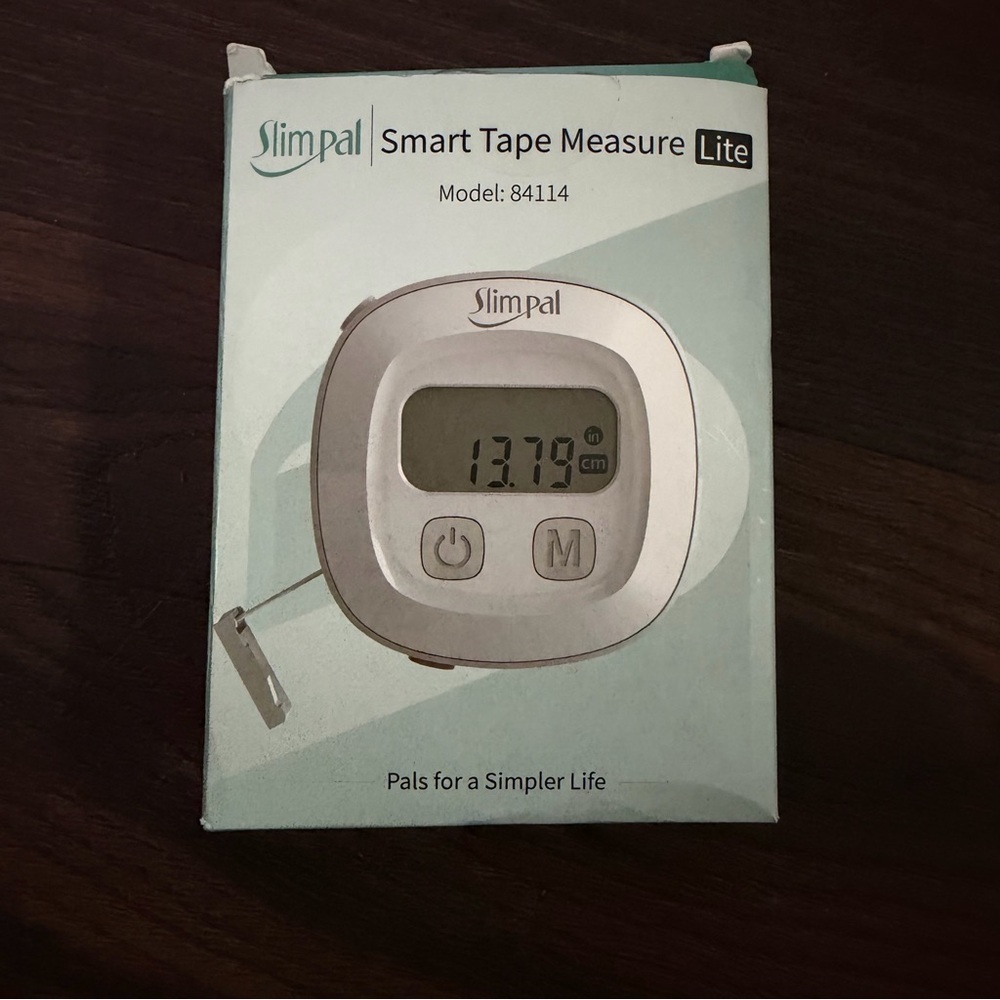 Slimpal Smart Tape Measure Lite
Model: 84114
Slimpal
in
13.79 cm
M
Pals for a Simpler Life